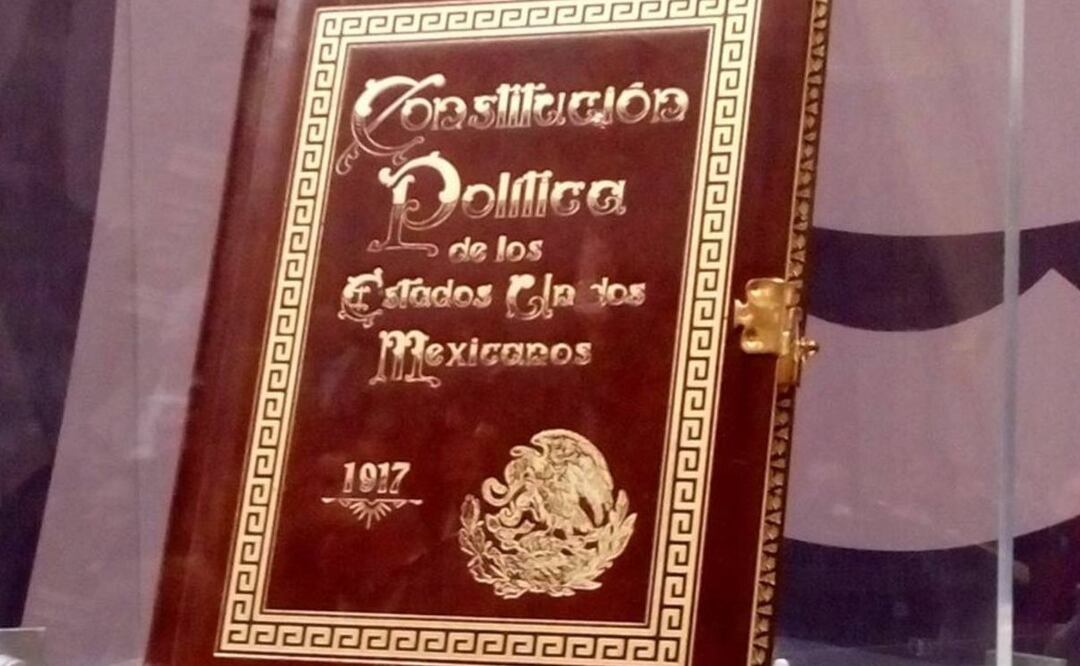 Constitución
Política
de los
Estados Unidos
Mexicanos
1917